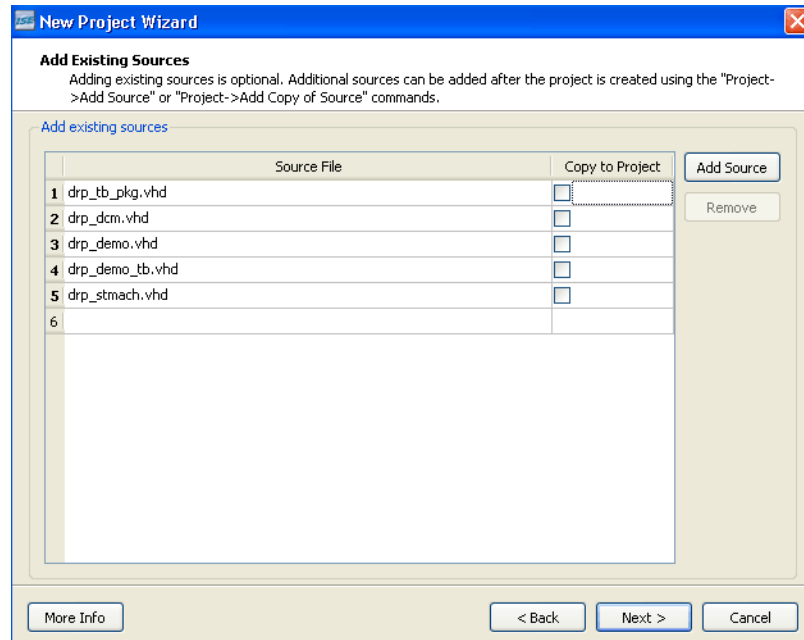 ISE New Project Wizard
Add Existing Sources
Adding existing sources is optional. Additional sources can be added after the project is created using the "Project-
>Add Source" or "Project->Add Copy of Source" commands.
Add existing sources
Source File Copy to Project Add Source
1 drp_tb_pkg.vhd
Remove
2 drp_dcm.vhd
3 drp_demo.vhd
4 drp_demo_tb.vhd
5 drp_stmach.vhd
6
More Info < Back Next > Cancel